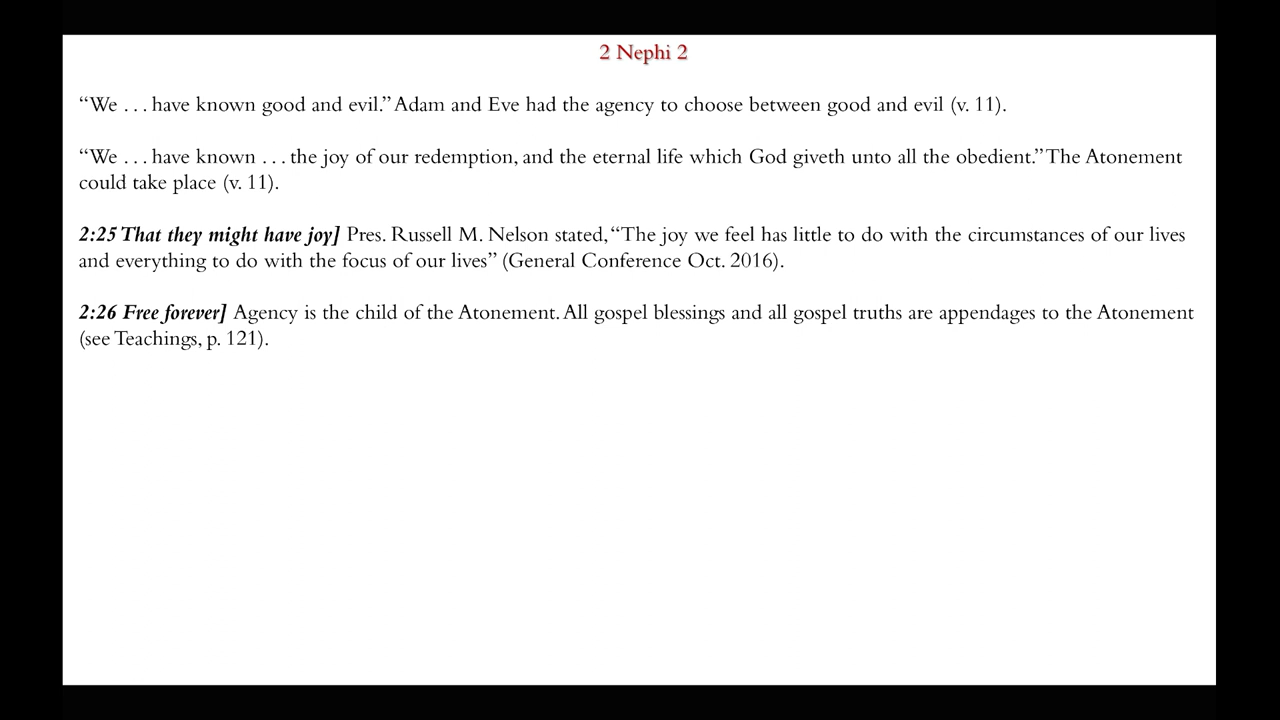 2 Nephi 2
“We . . . have known good and evil.” Adam and Eve had the agency to choose between good and evil (v. 11).
“We . . . have known . . . the joy of our redemption, and the eternal life which God giveth unto all the obedient.” The Atonement
could take place (v. 11).
2:25 That they might have joy] Pres. Russell M. Nelson stated, “The joy we feel has little to do with the circumstances of our lives
and everything to do with the focus of our lives” (General Conference Oct. 2016).
2:26 Free forever] Agency is the child of the Atonement. All gospel blessings and all gospel truths are appendages to the Atonement
(see Teachings, p. 121).